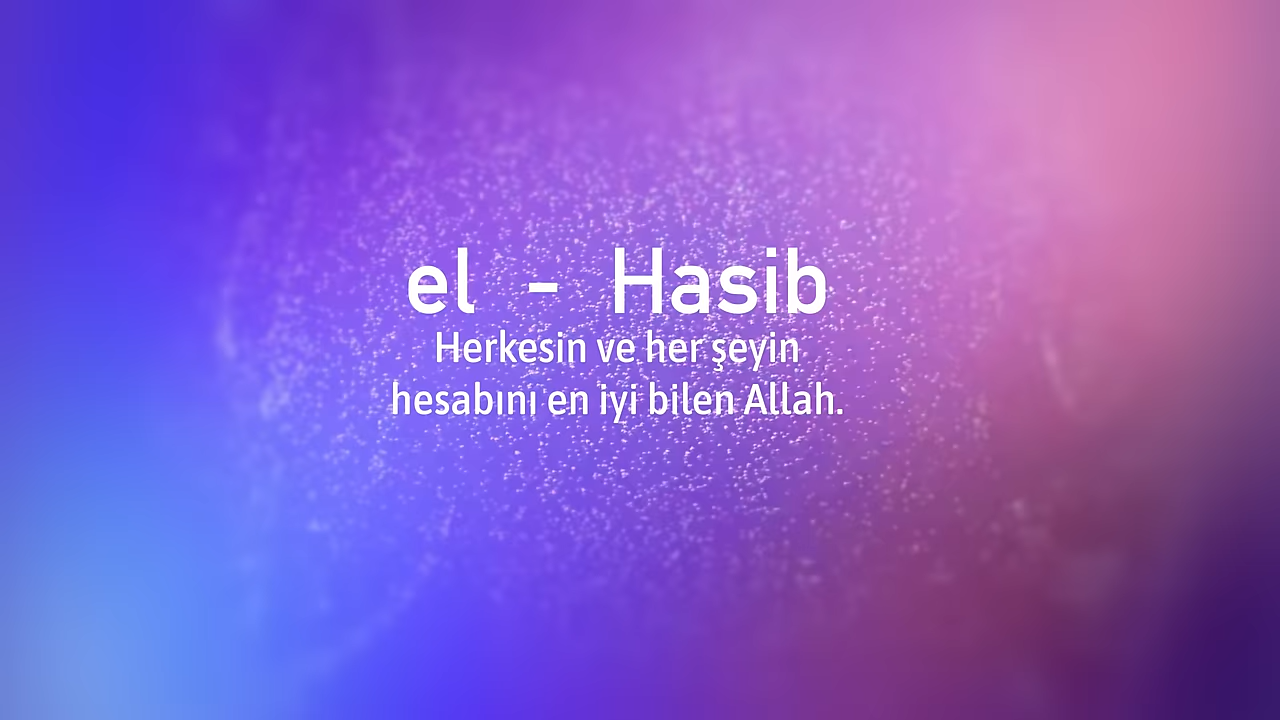 el - Hasib
Herkesin ve her şeyin
hesabını en iyi bilen Allah.